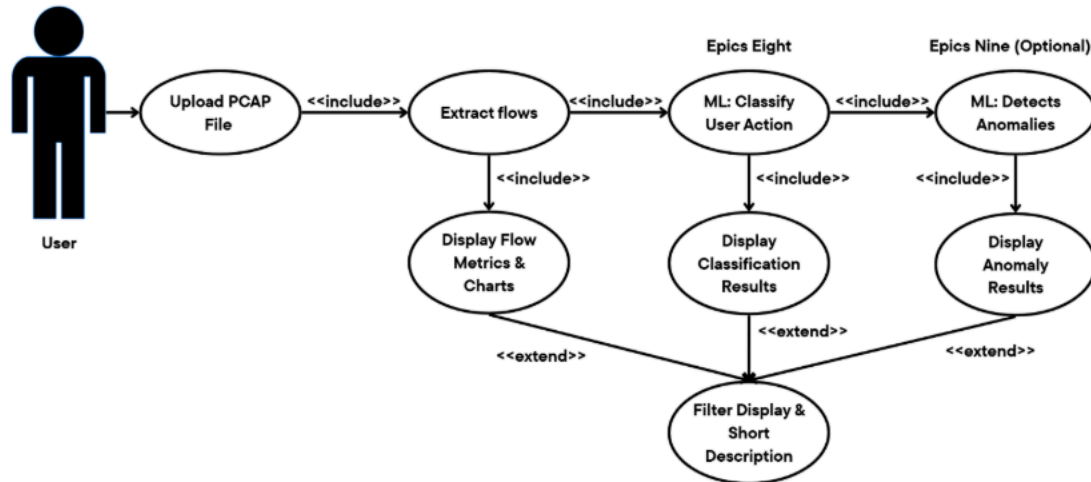 Epics Eight
Epics Nine (Optional)
Upload PCAP
File
<<include>>
Extract flows
<<include>>
ML: Classify
User Action
<<include>>
ML: Detects
Anomalies
<<include>>
<<include>>
<<include>>
User
Display Flow
Metrics &
Charts
Display
Classification
Results
Display
Anomaly
Results
<<extend>>
<<extend>>
<<extend>>
Filter Display &
Short
Description